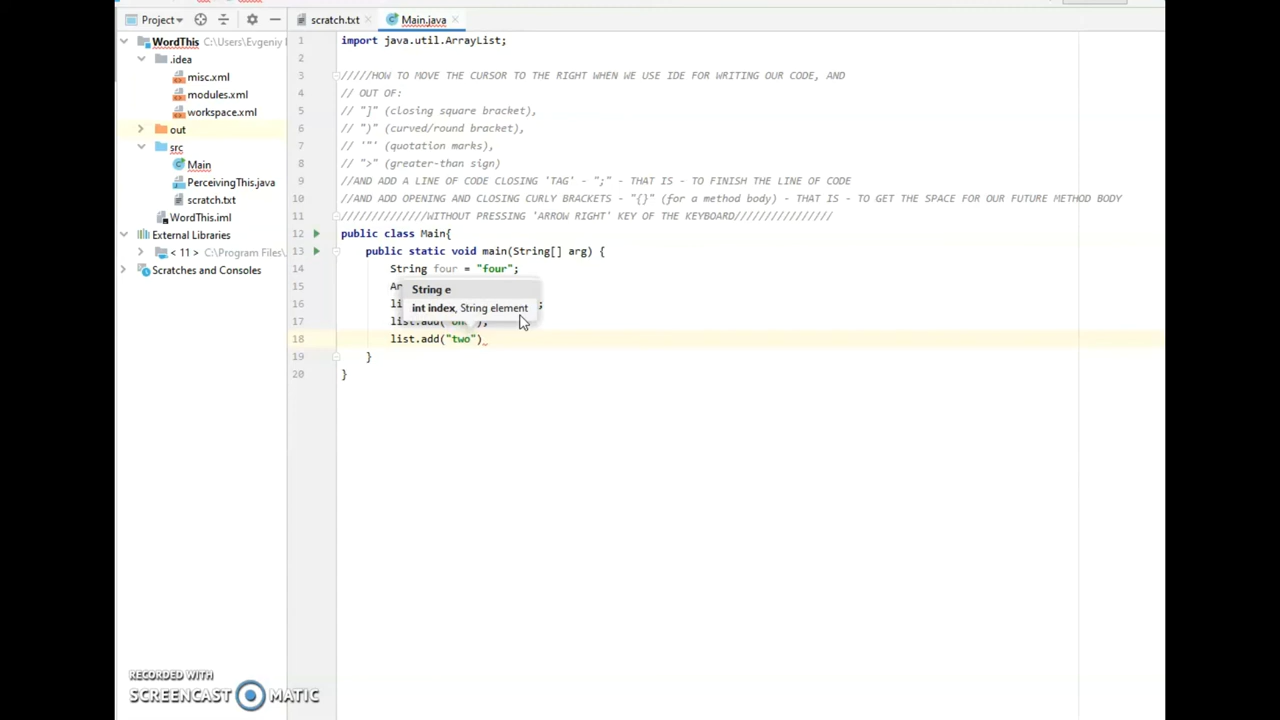 Project
scratch.txt
Main.java
WordThis C:\Users\Evgeniy
.idea
misc.xml
modules.xml
workspace.xml
out
src
Main
PerceivingThis.java
scratch.txt
WordThis.iml
External Libraries
< 11 > C:\Program Files\
Scratches and Consoles
1 import java.util.ArrayList;
2
3 /////HOW TO MOVE THE CURSOR TO THE RIGHT WHEN WE USE IDE FOR WRITING OUR CODE, AND
4 // OUT OF:
5 // "]" (closing square bracket),
6 // ")" (curved/round bracket),
7 // '"' (quotation marks),
8 // ">" (greater-than sign)
9 //AND ADD A LINE OF CODE CLOSING 'TAG' - ";" - THAT IS - TO FINISH THE LINE OF CODE
10 //AND ADD OPENING AND CLOSING CURLY BRACKETS - "{}" (for a method body) - THAT IS - TO GET THE SPACE FOR OUR FUTURE METHOD BODY
11 //////////////WITHOUT PRESSING 'ARROW RIGHT' KEY OF THE KEYBOARD////////////////
12 public class Main{
13 public static void main(String[] arg) {
14 String four = "four";
15 Ar
String e
16 li ;
int index, String element
17 list.add( );
18 list.add("two")
19 }
20 }
RECORDED WITH
SCREENCAST MATIC